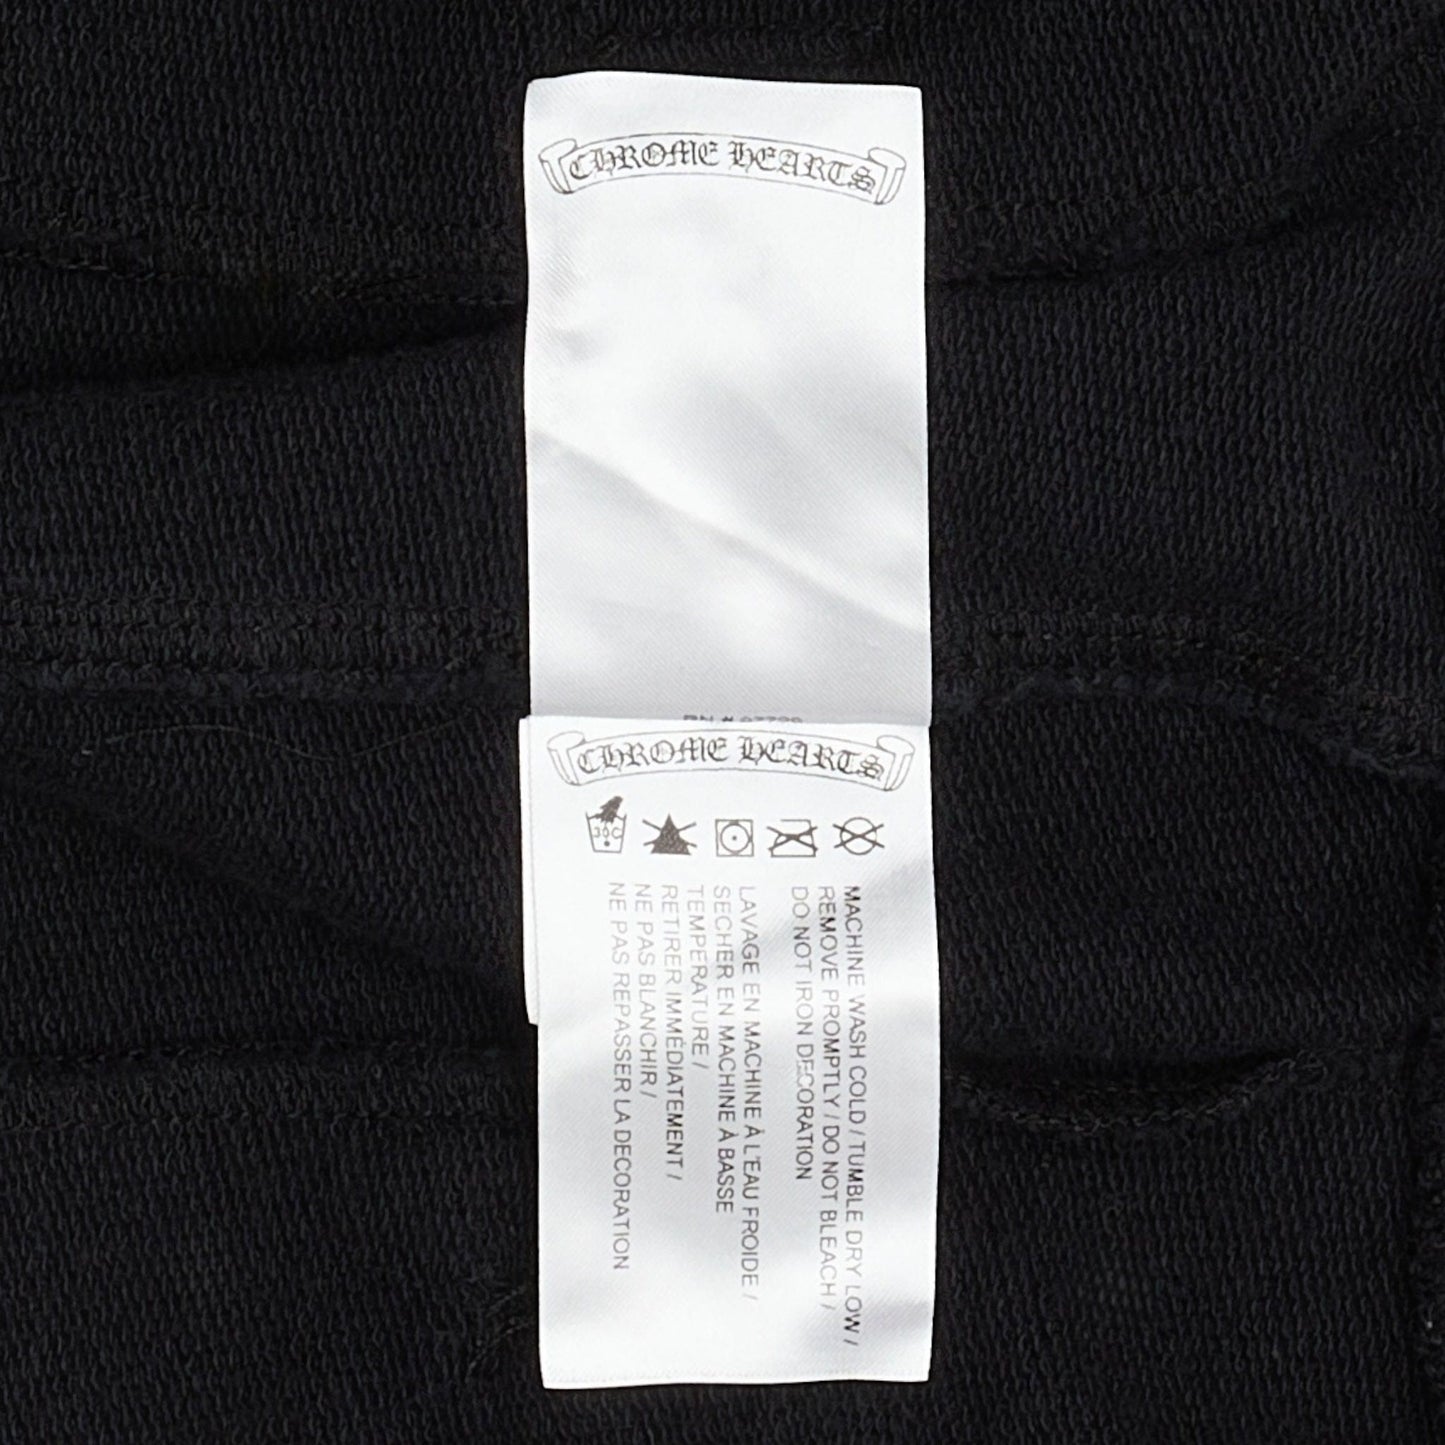 CHROME HEARTS
CHROME HEARTS
30C
MACHINE WASH COLD / TUMBLE DRY LOW /
REMOVE PROMPTLY / DO NOT BLEACH /
DO NOT IRON DECORATION
LAVAGE EN MACHINE À L'EAU FROIDE /
SECHER EN MACHINE À BASSE
TEMPERATURE /
RETIRER IMMÉDIATEMENT /
NE PAS BLANCHIR /
NE PAS REPASSER LA DECORATION